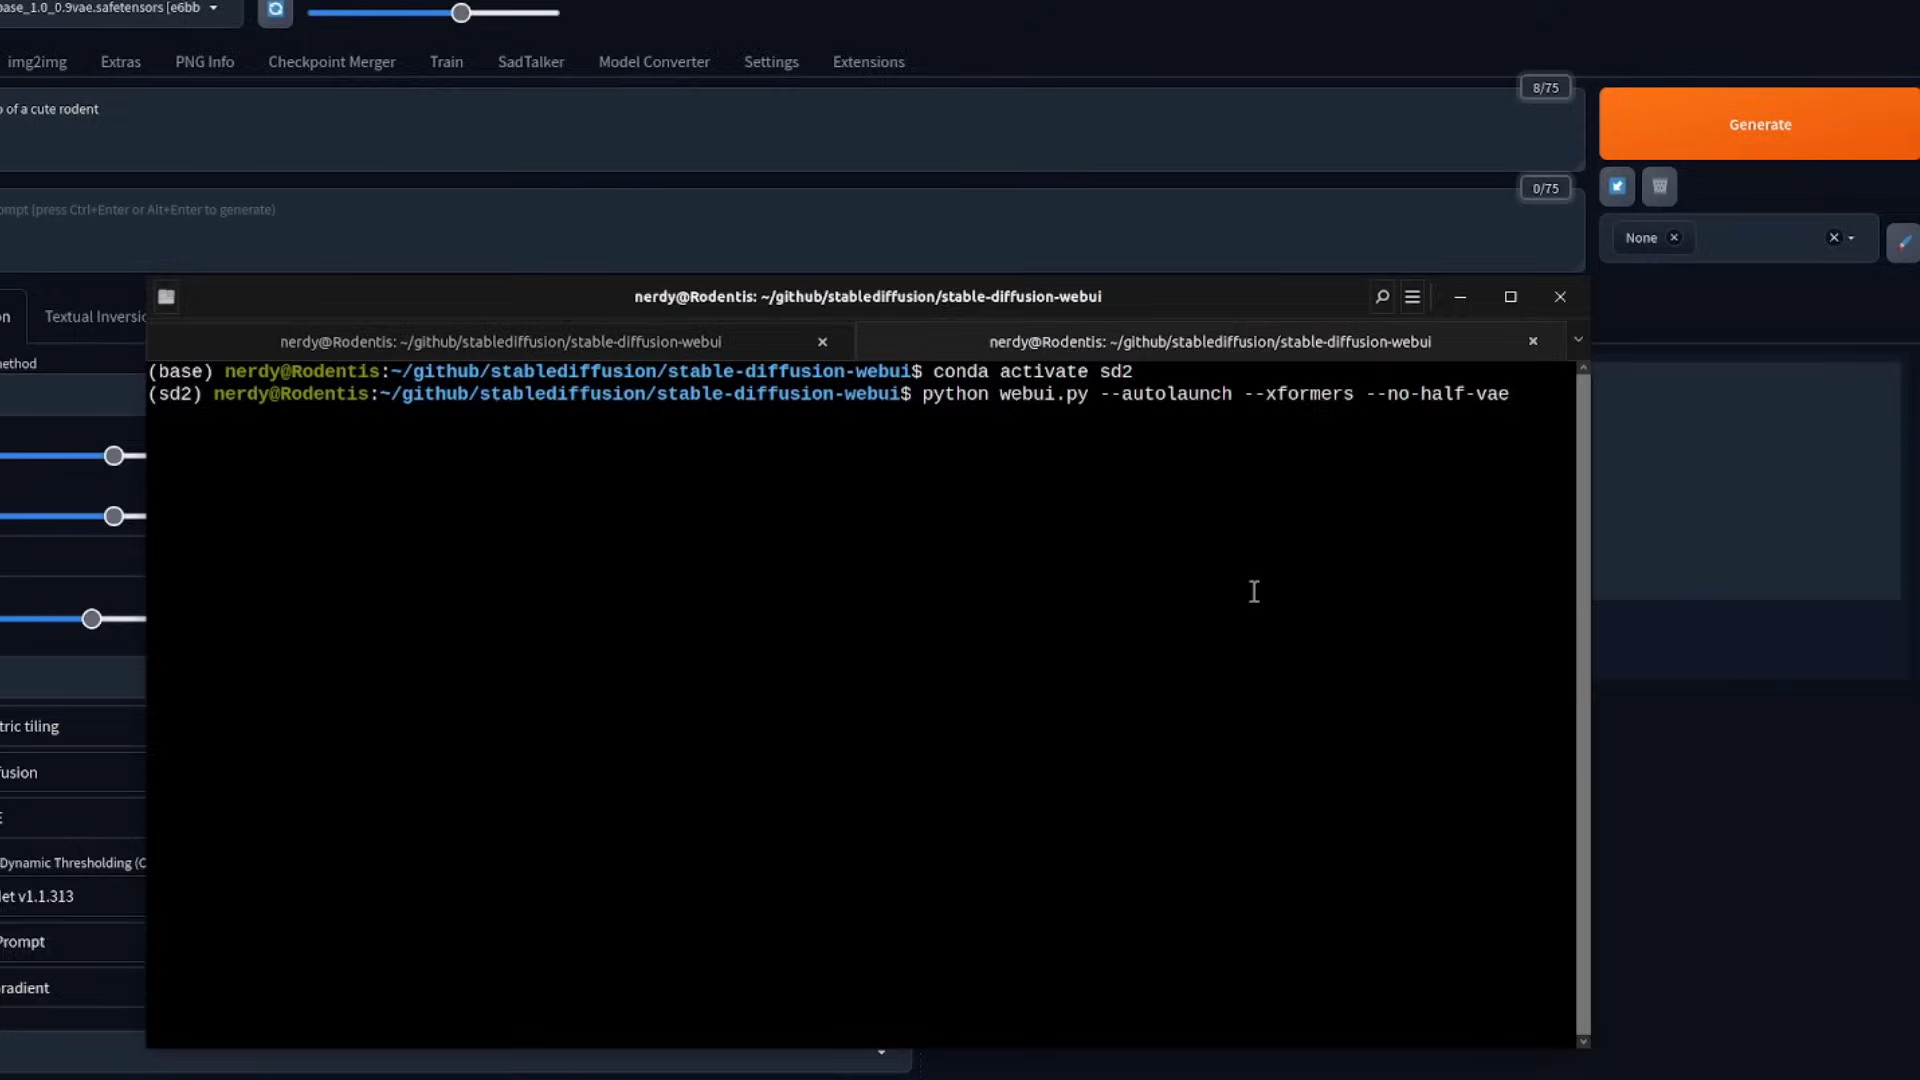 base_1.0_0.9vae.safetensors [e6bb
img2img Extras PNG Info Checkpoint Merger Train SadTalker Model Converter Settings Extensions
8/75
of a cute rodent
Generate
0/75
ompt (press Ctrl+Enter or Alt+Enter to generate)
None
nerdy@Rodentis: ~/github/stablediffusion/stable-diffusion-webui
on Textual Inversio
nerdy@Rodentis: ~/github/stablediffusion/stable-diffusion-webui nerdy@Rodentis: ~/github/stablediffusion/stable-diffusion-webui
ethod
(base) nerdy@Rodentis:~/github/stablediffusion/stable-diffusion-webui$ conda activate sd2
(sd2) nerdy@Rodentis:~/github/stablediffusion/stable-diffusion-webui$ python webui.py --autolaunch --xformers --no-half-vae
tric tiling
fusion
E
Dynamic Thresholding (C
let v1.1.313
Prompt
radient